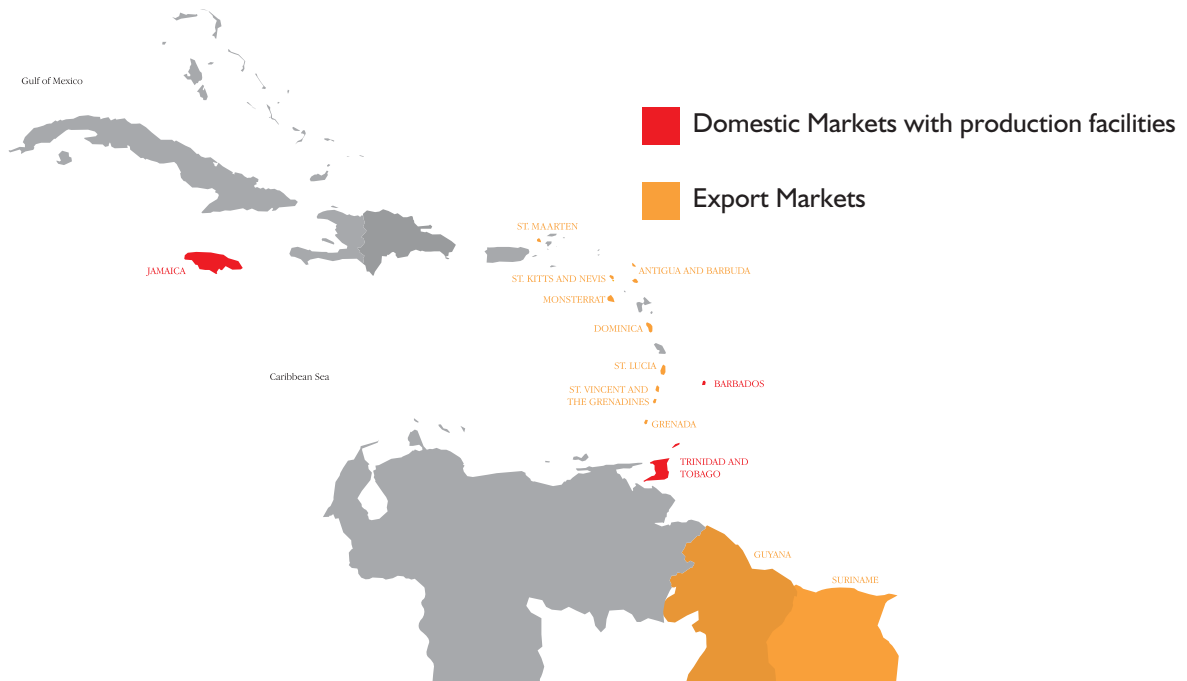 Gulf of Mexico
Domestic Markets with production facilities
Export Markets
ST. MAARTEN
JAMAICA
ANTIGUA AND BARBUDA
ST. KITTS AND NEVIS
MONSTERRAT
DOMINICA
ST. LUCIA
Caribbean Sea
BARBADOS
ST. VINCENT AND
THE GRENADINES
GRENADA
TRINIDAD AND
TOBAGO
GUYANA
SURINAME